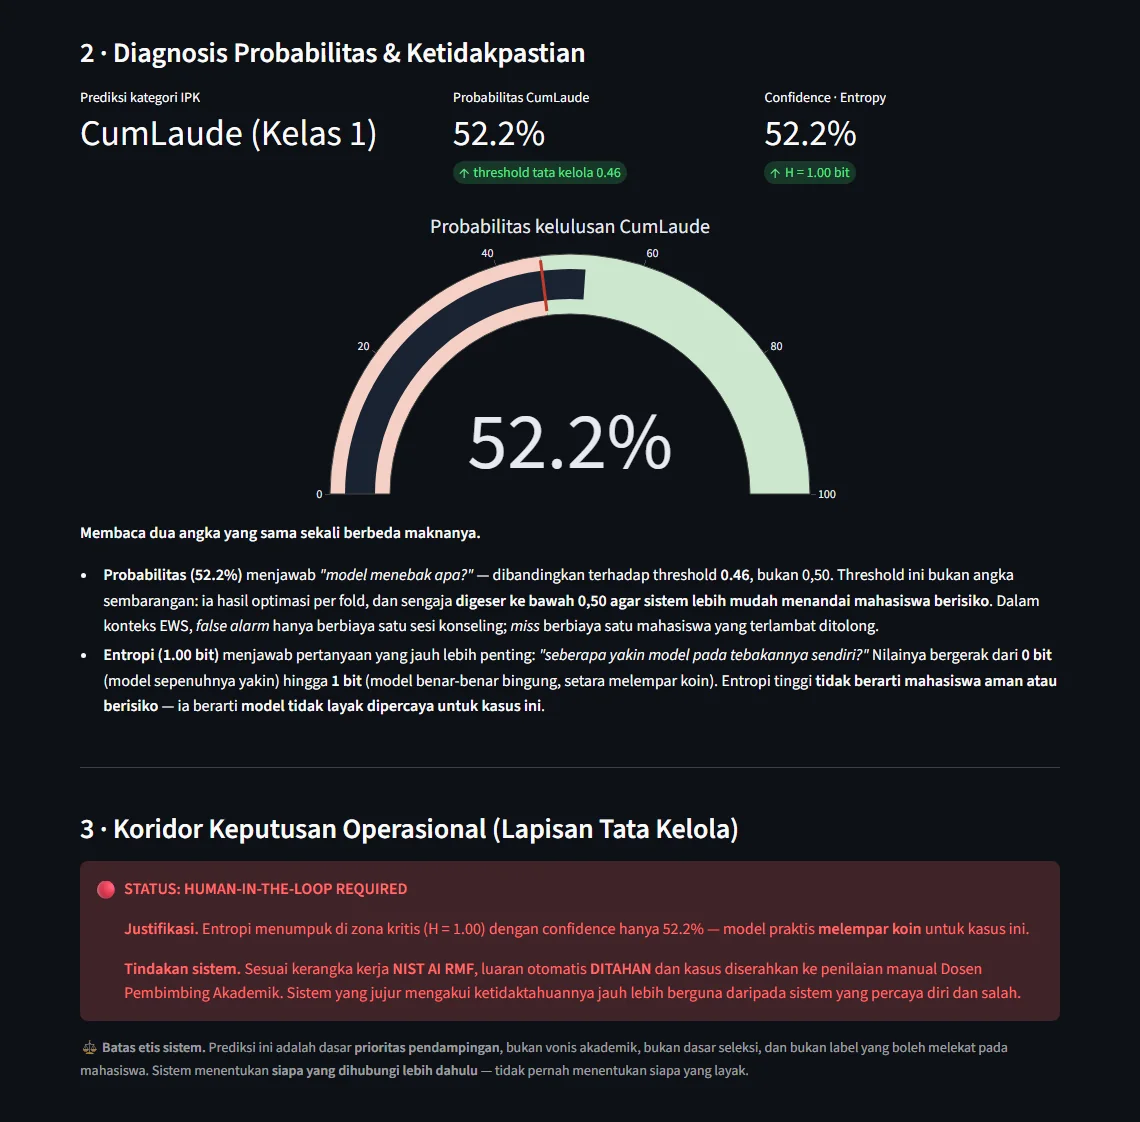 2 · Diagnosis Probabilitas & Ketidakpastian
Prediksi kategori IPK
CumLaude (Kelas 1)
Probabilitas CumLaude
52.2%
↑ threshold tata kelola 0.46
Confidence · Entropy
52.2%
↑ H = 1.00 bit
Probabilitas kelulusan CumLaude
0
20
40
60
80
100
52.2%
Membaca dua angka yang sama sekali berbeda maknanya.
• Probabilitas (52.2%) menjawab "model menebak apa?" — dibandingkan terhadap threshold 0.46, bukan 0,50. Threshold ini bukan angka
sembarangan: ia hasil optimasi per fold, dan sengaja digeser ke bawah 0,50 agar sistem lebih mudah menandai mahasiswa berisiko. Dalam
konteks EWS, false alarm hanya berbiaya satu sesi konseling; miss berbiaya satu mahasiswa yang terlambat ditolong.
• Entropi (1.00 bit) menjawab pertanyaan yang jauh lebih penting: "seberapa yakin model pada tebakannya sendiri?" Nilainya bergerak dari 0 bit
(model sepenuhnya yakin) hingga 1 bit (model benar-benar bingung, setara melempar koin). Entropi tinggi tidak berarti mahasiswa aman atau
berisiko — ia berarti model tidak layak dipercaya untuk kasus ini.
3 · Koridor Keputusan Operasional (Lapisan Tata Kelola)
STATUS: HUMAN-IN-THE-LOOP REQUIRED
Justifikasi. Entropi menumpuk di zona kritis (H = 1.00) dengan confidence hanya 52.2% — model praktis melempar koin untuk kasus ini.
Tindakan sistem. Sesuai kerangka kerja NIST AI RMF, luaran otomatis DITAHAN dan kasus diserahkan ke penilaian manual Dosen
Pembimbing Akademik. Sistem yang jujur mengakui ketidaktahuannya jauh lebih berguna daripada sistem yang percaya diri dan salah.
Batas etis sistem. Prediksi ini adalah dasar prioritas pendampingan, bukan vonis akademik, bukan dasar seleksi, dan bukan label yang boleh melekat pada
mahasiswa. Sistem menentukan siapa yang dihubungi lebih dahulu — tidak pernah menentukan siapa yang layak.